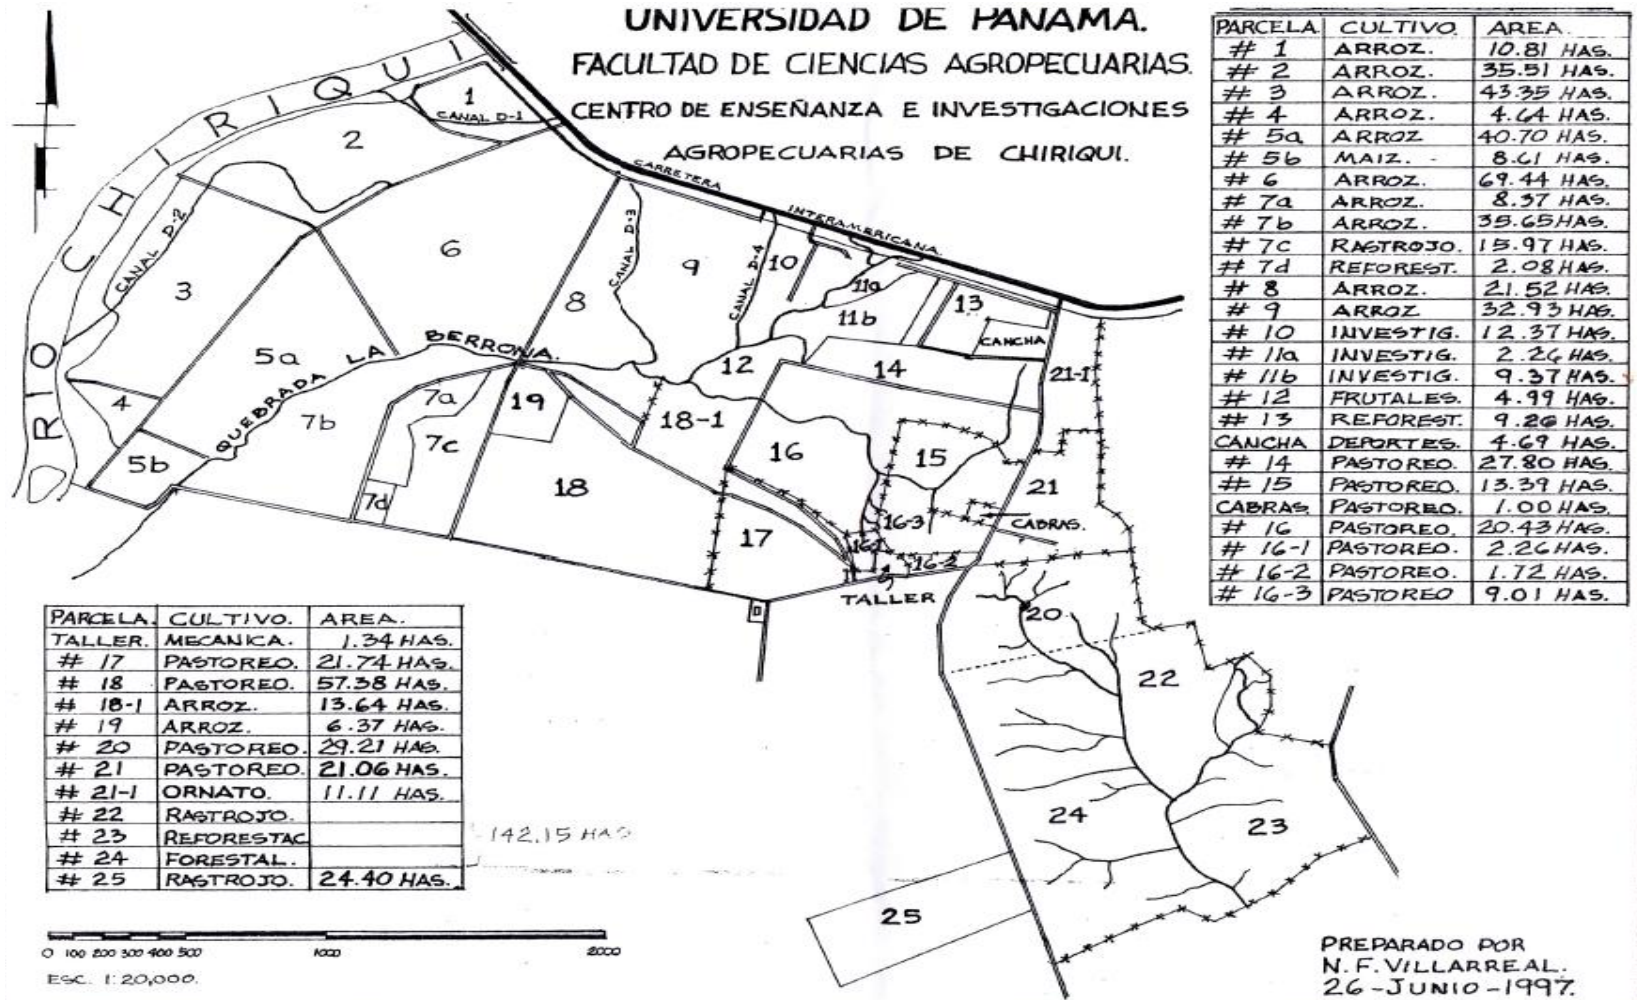 UNIVERSIDAD DE PANAMA.
FACULTAD DE CIENCIAS AGROPECUARIAS.
CENTRO DE ENSEÑANZA E INVESTIGACIONES
AGROPECUARIAS DE CHIRIQUI.
PARCELA CULTIVO. AREA.
# 1 ARROZ. 10.81 HAS.
# 2 ARROZ. 35.51 HAS.
# 3 ARROZ. 43.35 HAS.
# 4 ARROZ. 4.64 HAS.
# 5a ARROZ 40.70 HAS.
# 5b MAIZ. 8.61 HAS.
# 6 ARROZ. 69.44 HAS.
# 7a ARROZ. 8.37 HAS.
# 7b ARROZ. 35.65 HAS.
# 7c RASTROJO. 15.97 HAS.
# 7d REFOREST. 2.08 HAS.
# 8 ARROZ. 21.52 HAS.
# 9 ARROZ 32.93 HAS.
# 10 INVESTIG. 12.37 HAS.
# 11a INVESTIG. 2.26 HAS.
# 11b INVESTIG. 9.37 HAS.
# 12 FRUTALES. 4.99 HAS.
# 13 REFOREST. 9.26 HAS.
CANCHA DEPORTES. 4.69 HAS.
# 14 PASTOREO. 27.80 HAS.
# 15 PASTOREO. 13.39 HAS.
CABRAS PASTOREO. 1.00 HAS.
# 16 PASTOREO. 20.43 HAS.
# 16-1 PASTOREO. 2.26 HAS.
# 16-2 PASTOREO. 1.72 HAS.
# 16-3 PASTOREO 9.01 HAS.
RIO CHIRIQUI
1
CANAL D-1
2
CARRETERA
INTERAMERICANA.
CANAL D-2
3
6
CANAL D-3
8
9
CANAL D-4
10
11a
11b
13
CANCHA
12
14
21-1
5a
QUEBRADA LA BERRONA.
4
7a
7b
7c
19
18-1
5b
16
15
18
21
7d
17
16-3
CABRAS.
16-1
16-2
TALLER
20
22
24
23
25
PARCELA. CULTIVO. AREA.
TALLER. MECANICA. 1.34 HAS.
# 17 PASTOREO. 21.74 HAS.
# 18 PASTOREO. 57.38 HAS.
# 18-1 ARROZ. 13.64 HAS.
# 19 ARROZ. 6.37 HAS.
# 20 PASTOREO. 29.21 HAS.
# 21 PASTOREO. 21.06 HAS.
# 21-1 ORNATO. 11.11 HAS.
# 22 RASTROJO.
# 23 REFORESTAC
# 24 FORESTAL.
# 25 RASTROJO. 24.40 HAS.
142.15 HAS
0 100 200 300 400 500 1000 2000
ESC. 1:20,000.
PREPARADO POR
N. F. VILLARREAL.
26-JUNIO-1997.